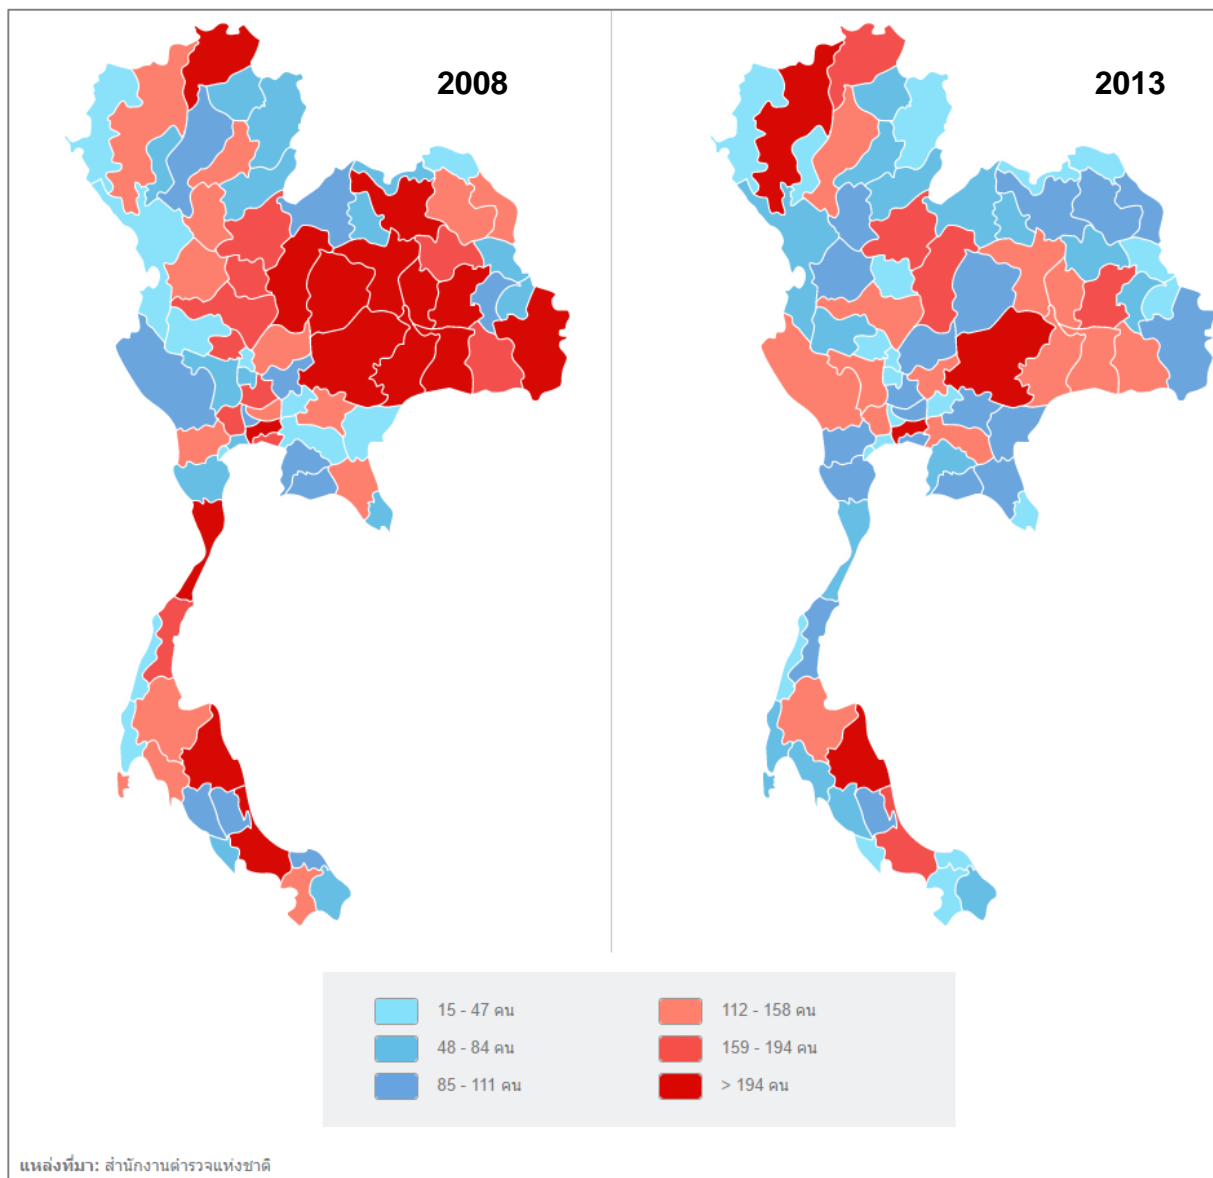 2008
2013
15 - 47 คน
112 - 158 คน
48 - 84 คน
159 - 194 คน
85 - 111 คน
> 194 คน
แหล่งที่มา: สำนักงานตำรวจแห่งชาติ